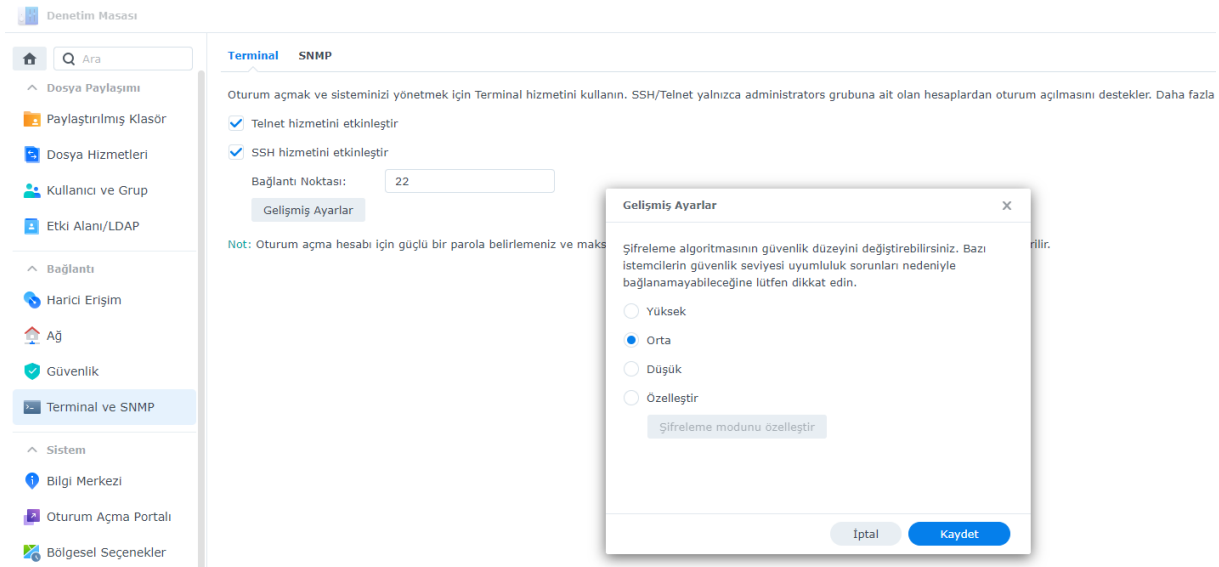 Denetim Masası
Ara
Dosya Paylaşımı
Paylaştırılmış Klasör
Dosya Hizmetleri
Kullanıcı ve Grup
Etki Alanı/LDAP
Bağlantı
Harici Erişim
Ağ
Güvenlik
Terminal ve SNMP
Sistem
Bilgi Merkezi
Oturum Açma Portalı
Bölgesel Seçenekler
Terminal SNMP
Oturum açmak ve sisteminizi yönetmek için Terminal hizmetini kullanın. SSH/Telnet yalnızca administrators grubuna ait olan hesaplardan oturum açılmasını destekler. Daha fazla
Telnet hizmetini etkinleştir
SSH hizmetini etkinleştir
Bağlantı Noktası: 22
Gelişmiş Ayarlar
Not: Oturum açma hesabı için güçlü bir parola belirlemeniz ve maks
rilir.
Gelişmiş Ayarlar
Şifreleme algoritmasının güvenlik düzeyini değiştirebilirsiniz. Bazı
istemcilerin güvenlik seviyesi uyumluluk sorunları nedeniyle
bağlanamayabileceğine lütfen dikkat edin.
Yüksek
Orta
Düşük
Özelleştir
Şifreleme modunu özelleştir
İptal
Kaydet